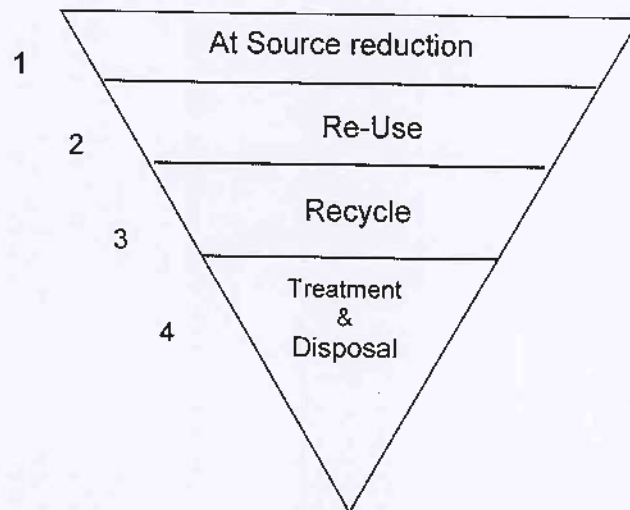 1
At Source reduction
2
Re-Use
3
Recycle
4
Treatment
&
Disposal